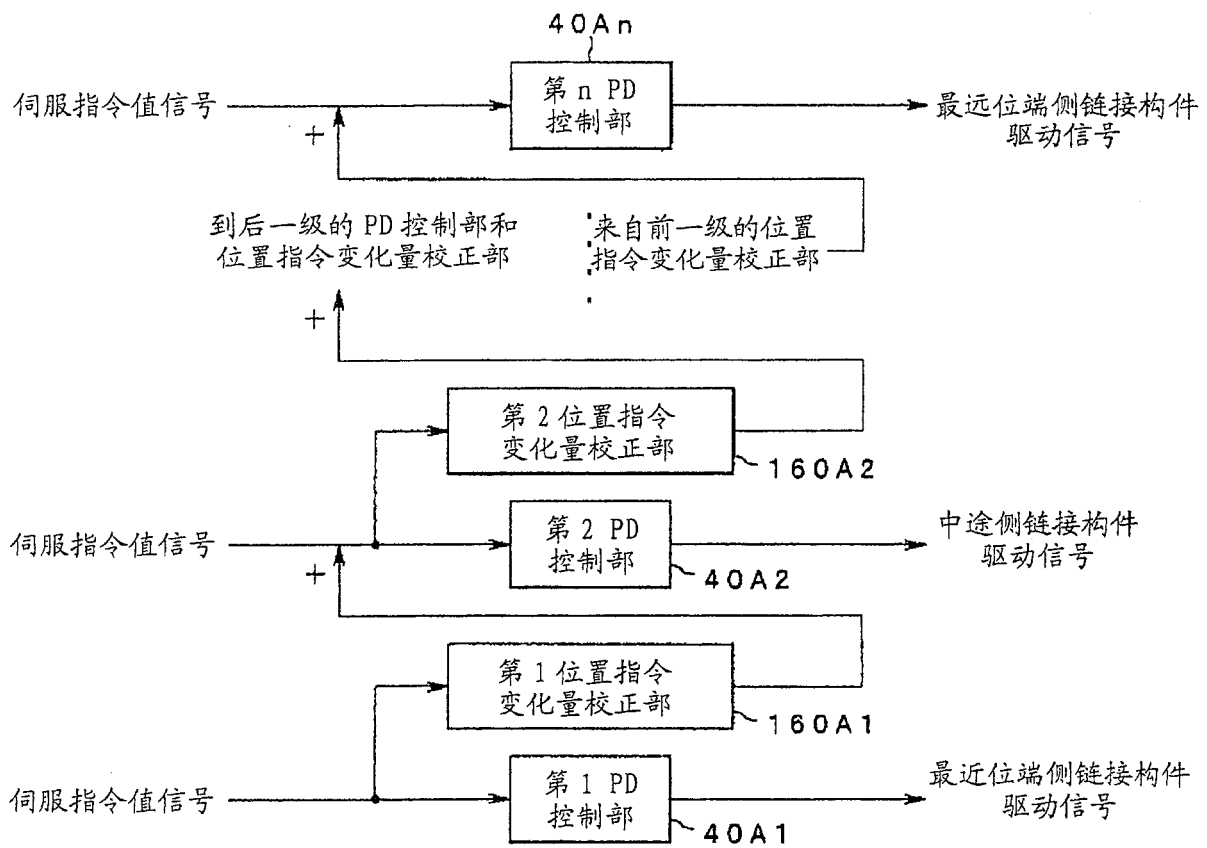 40An
伺服指令值信号
第 n PD
控制部
最远位端侧链接构件
驱动信号
+
到后一级的 PD 控制部和
位置指令变化量校正部
来自前一级的位置
指令变化量校正部
+
第 2 位置指令
变化量校正部
160A2
伺服指令值信号
第 2 PD
控制部
中途侧链接构件
驱动信号
+
40A2
第 1 位置指令
变化量校正部
160A1
伺服指令值信号
第 1 PD
控制部
最近位端侧链接构件
驱动信号
40A1